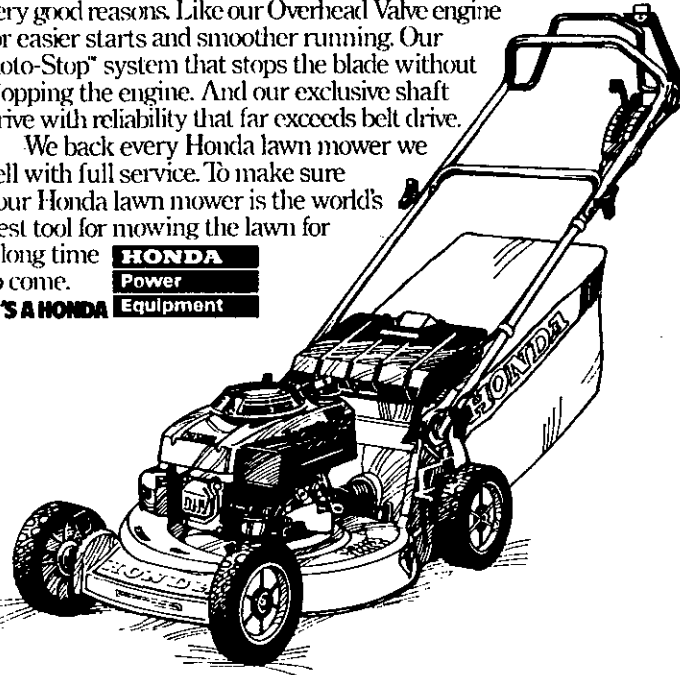 ery good reasons. Like our Overhead Valve engine
or easier starts and smoother running. Our
oto-Stop™ system that stops the blade without
opping the engine. And our exclusive shaft
rive with reliability that far exceeds belt drive.
We back every Honda lawn mower we
ell with full service. To make sure
our Honda lawn mower is the world's
est tool for mowing the lawn for
long time
o come.
'S A HONDA
HONDA
Power
Equipment
HONDA
HONDA